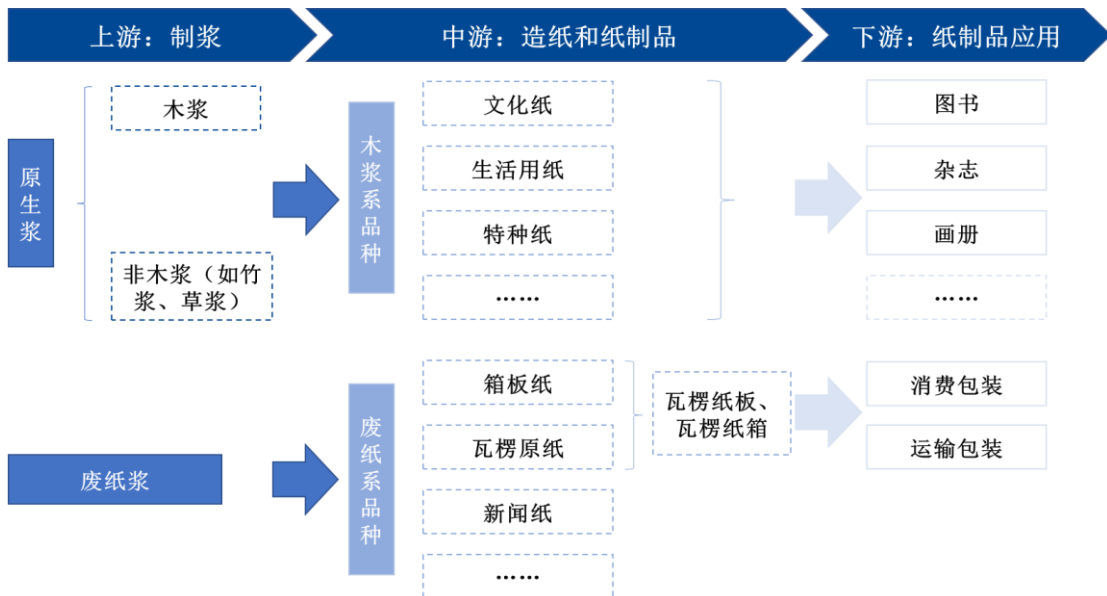 上游：制浆
中游：造纸和纸制品
下游：纸制品应用
原
生
浆
木浆
非木浆（如竹
浆、草浆）
木
浆
系
品
种
文化纸
生活用纸
特种纸
……
图书
杂志
画册
……
废纸浆
废
纸
系
品
种
箱板纸
瓦楞原纸
新闻纸
……
瓦楞纸板、
瓦楞纸箱
消费包装
运输包装